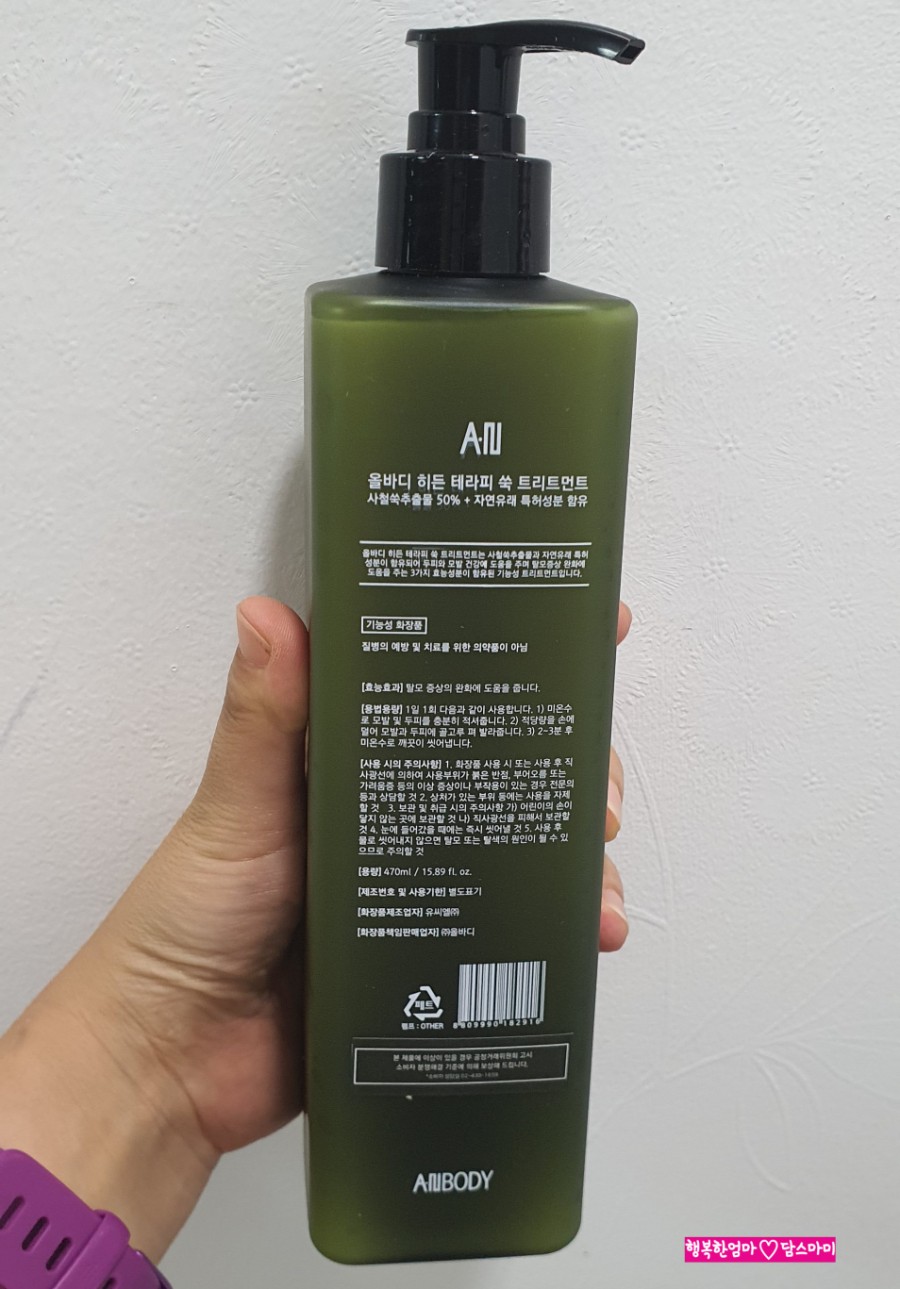 AN
올바디 히든 테라피 쑥 트리트먼트
사철쑥추출물 50% + 자연유래 특허성분 함유
올바디 히든 테라피 쑥 트리트먼트는 사철쑥추출물과 자연유래 특허
성분이 함유되어 두피와 모발 건강에 도움을 주며 탈모증상 완화에
도움을 주는 3가지 효능성분이 함유된 기능성 트리트먼트입니다.
기능성 화장품
질병의 예방 및 치료를 위한 의약품이 아님
[효능효과] 탈모 증상의 완화에 도움을 줍니다.
[용법용량] 1일 1회 다음과 같이 사용합니다. 1) 미온수
로 모발 및 두피를 충분히 적셔줍니다. 2) 적당량을 손에
덜어 모발과 두피에 골고루 펴 발라줍니다. 3) 2-3분 후
미온수로 깨끗이 씻어냅니다.
[사용 시의 주의사항] 1. 화장품 사용 시 또는 사용 후 직
사광선에 의하여 사용부위가 붉은 반점, 부어오름 또는
가려움증 등의 이상 증상이나 부작용이 있는 경우 전문의
등과 상담할 것 2. 상처가 있는 부위 등에는 사용을 자제
할 것 3. 보관 및 취급 시의 주의사항 가) 어린이의 손이
닿지 않는 곳에 보관할 것 나) 직사광선을 피해서 보관할
것 4. 눈에 들어갔을 때에는 즉시 씻어낼 것 5. 사용 후
물로 씻어내지 않으면 탈모 또는 탈색의 원인이 될 수 있
으므로 주의할 것
[용량] 470ml / 15.89 fl. oz.
[제조번호 및 사용기한] 별도표기
[화장품제조업자] 유씨엘㈜
[화장품책임판매업자] ㈜올바디
페트
펌프 : OTHER
8 809990 182918
본 제품에 이상이 있을 경우 공정거래위원회 고시
소비자 분쟁해결 기준에 의해 보상해 드립니다.
*소비자 상담실
ANBODY
행복한엄마♡담스마미